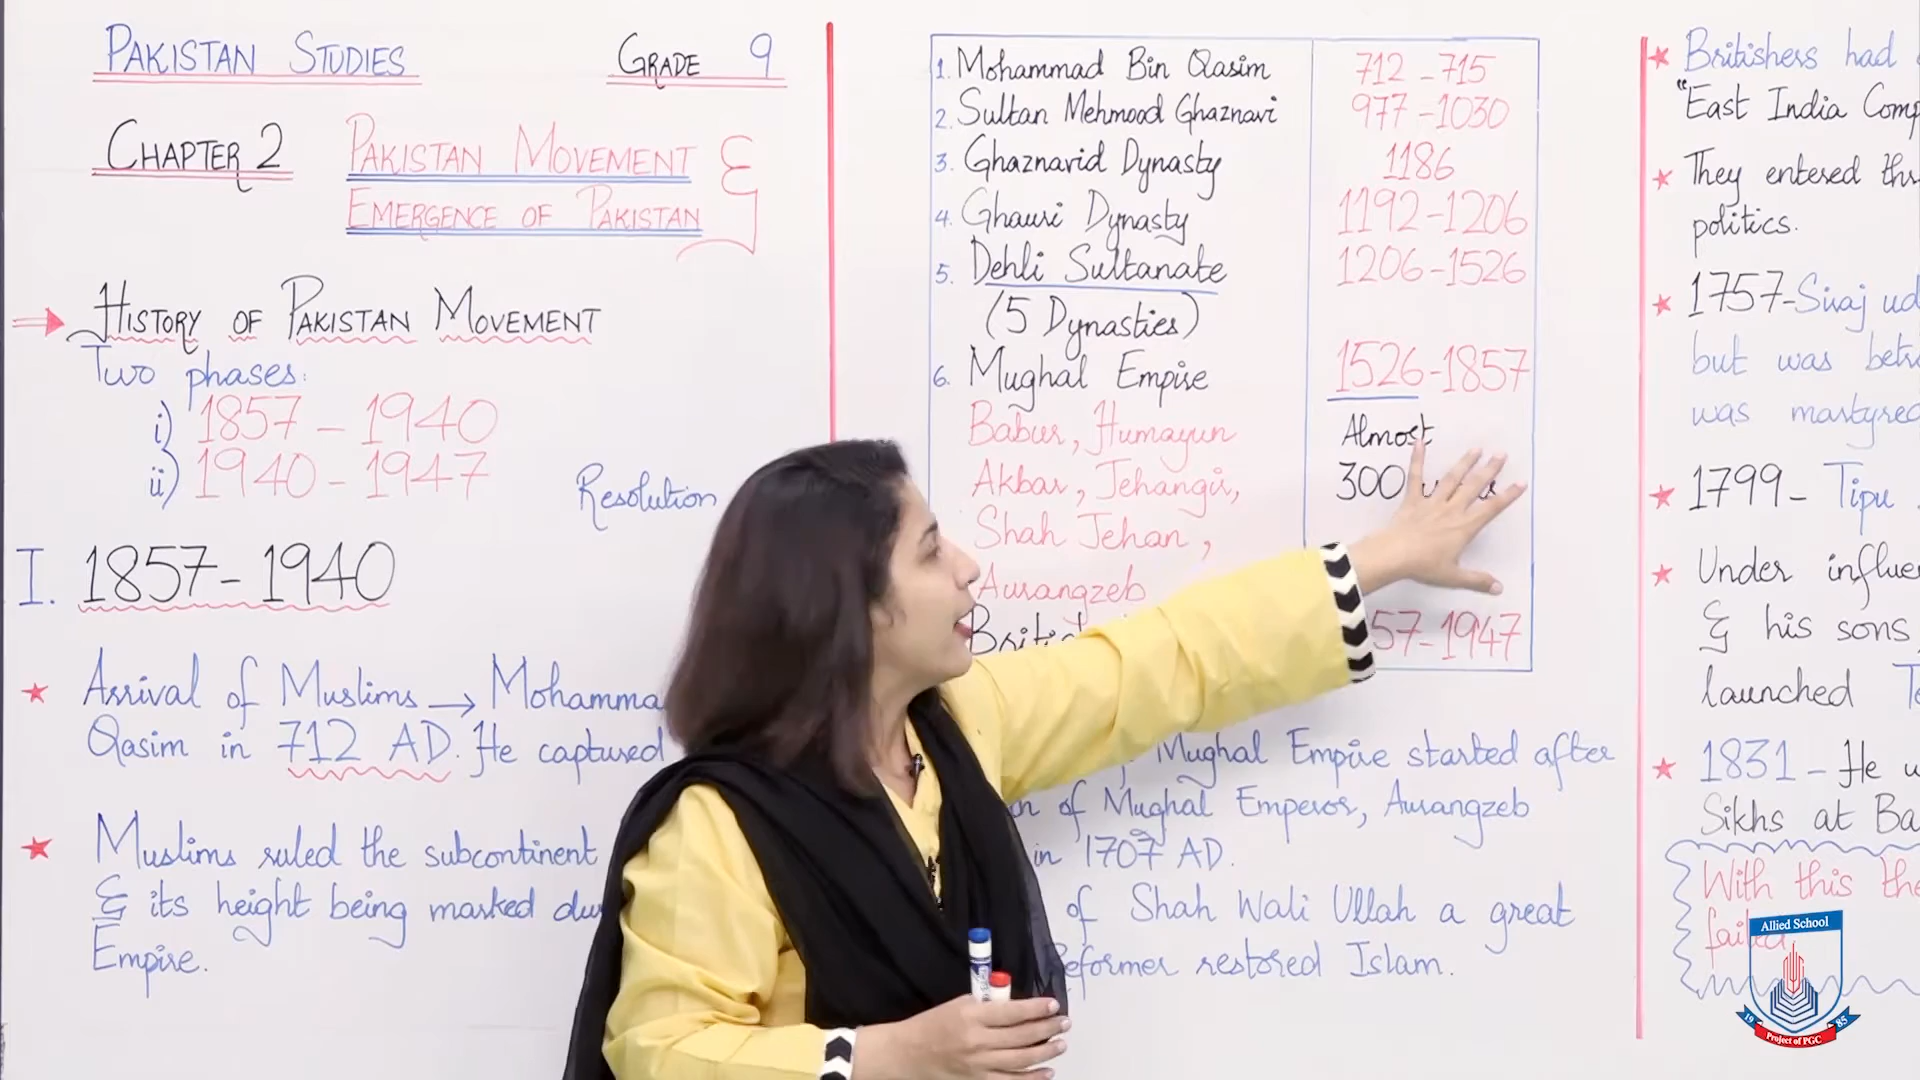 PAKISTAN STUDIES GRADE 9
CHAPTER 2 PAKISTAN MOVEMENT &
EMERGENCE OF PAKISTAN
HISTORY OF PAKISTAN MOVEMENT
Two phases:
i) 1857 - 1940
ii) 1940 - 1947
Resolution
I. 1857 - 1940
★ Arrival of Muslims → Mohamma
Qasim in 712 AD. He captured
★ Muslims ruled the subcontinent
& its height being marked
Empire.
1. Mohammad Bin Qasim 712 - 715
2. Sultan Mehmood Ghaznavi 977 - 1030
3. Ghaznavid Dynasty 1186
4. Ghauri Dynasty 1192 - 1206
5. Dehli Sultanate 1206 - 1526
(5 Dynasties)
6. Mughal Empire 1526 - 1857
Babur, Humayun Almost
Akbar, Jehangir, 300
Shah Jehan,
Aurangzeb
57 - 1947
Mughal Empire started after
of Mughal Emperor, Aurangzeb
in 1707 AD.
of Shah Wali Ullah a great
Reformer restored Islam.
★ Britishers had
"East India Comp
★ They entered
politics.
★ 1757 - Siraj ud
but was
was martyred
★ 1799 - Tipu
★ Under
& his sons
launched
★ 1831 - He
Sikhs at Ba
With this the
failed
Allied School
19 85
Project of PGC